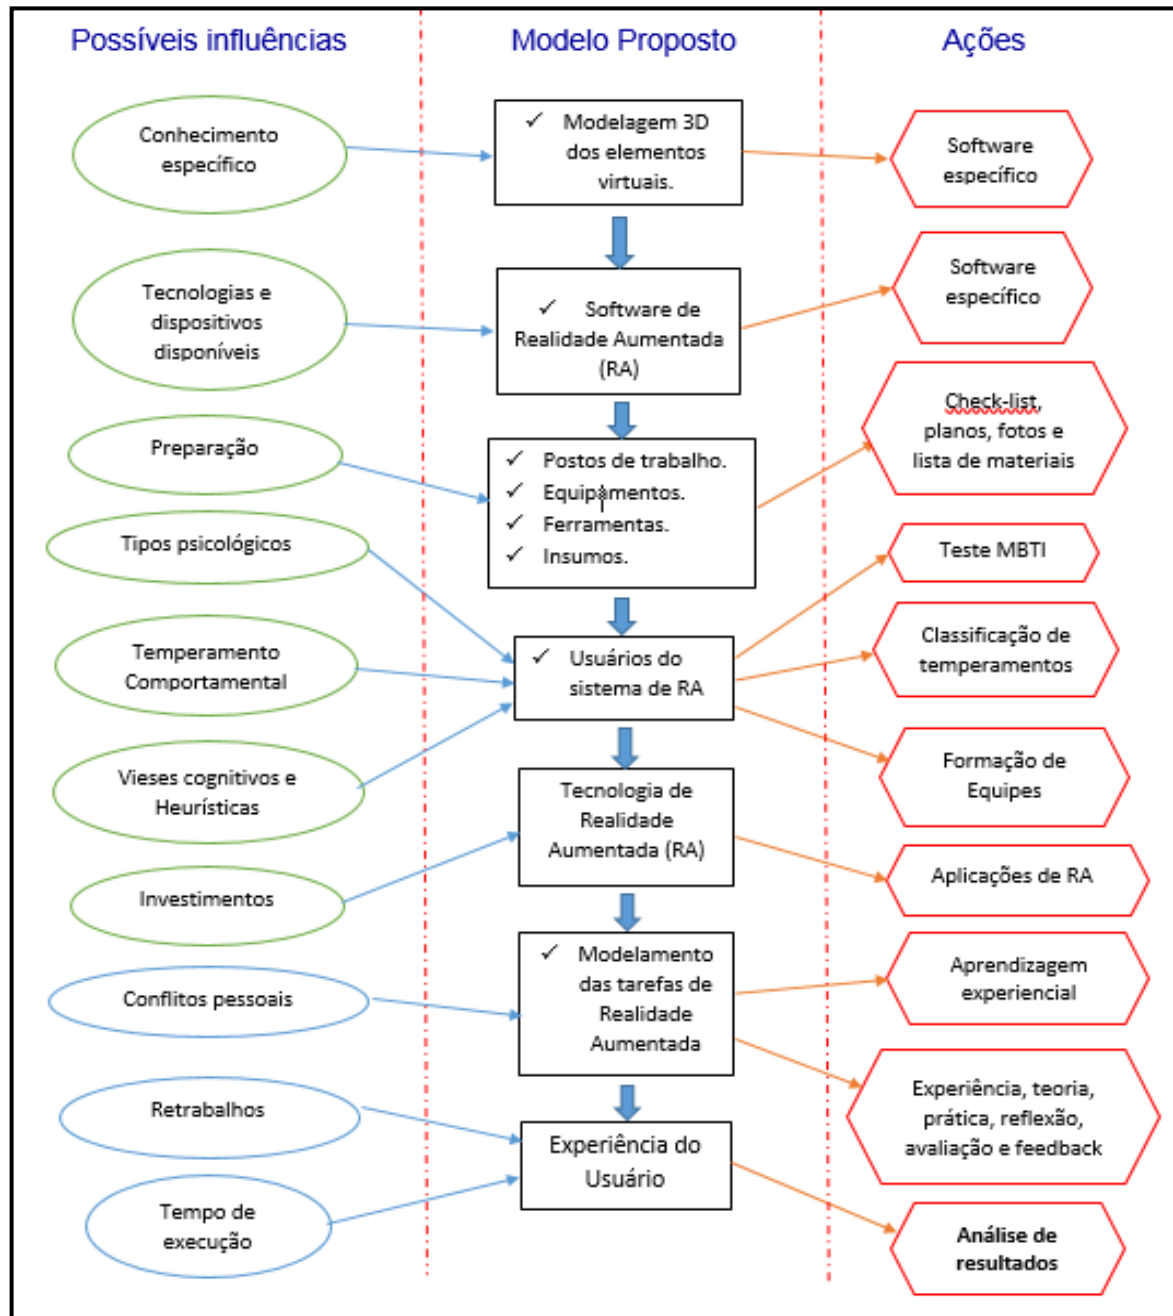 Possíveis influências
Modelo Proposto
Ações
Conhecimento
específico
✓ Modelagem 3D
dos elementos
virtuais.
Software
específico
Tecnologias e
dispositivos
disponíveis
✓ Software de
Realidade Aumentada
(RA)
Software
específico
Preparação
✓ Postos de trabalho.
✓ Equipamentos.
✓ Ferramentas.
✓ Insumos.
Check-list,
planos, fotos e
lista de materiais
Tipos psicológicos
Temperamento
Comportamental
Vieses cognitivos e
Heurísticas
✓ Usuários do
sistema de RA
Teste MBTI
Classificação de
temperamentos
Formação de
Equipes
Investimentos
Tecnologia de
Realidade
Aumentada (RA)
Aplicações de RA
Conflitos pessoais
✓ Modelamento
das tarefas de
Realidade
Aumentada
Aprendizagem
experiencial
Experiência, teoria,
prática, reflexão,
avaliação e feedback
Retrabalhos
Tempo de
execução
Experiência do
Usuário
Análise de
resultados